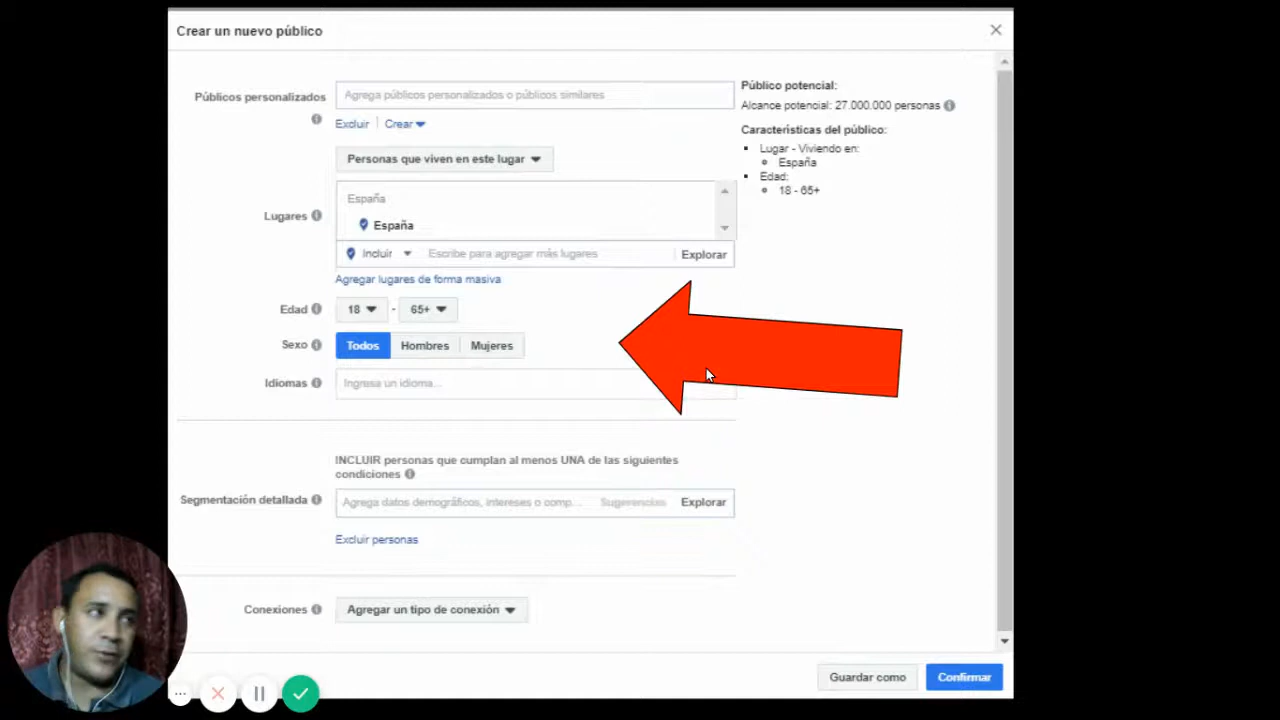 Crear un nuevo público
Públicos personalizados
Agrega públicos personalizados o públicos similares
Excluir
Crear
Público potencial:
Alcance potencial: 27.000.000 personas
Características del público:
Lugar - Viviendo en:
España
Edad:
18 - 65+
Personas que viven en este lugar
Lugares
España
España
Incluir
Escribe para agregar más lugares
Explorar
Agregar lugares de forma masiva
Edad
18 - 65+
Sexo
Todos Hombres Mujeres
Idiomas
Ingresa un idioma...
INCLUIR personas que cumplan al menos UNA de las siguientes
condiciones
Segmentación detallada
Agrega datos demográficos, intereses o comp... Sugerencias Explorar
Excluir personas
Conexiones
Agregar un tipo de conexión
Guardar como
Confirmar